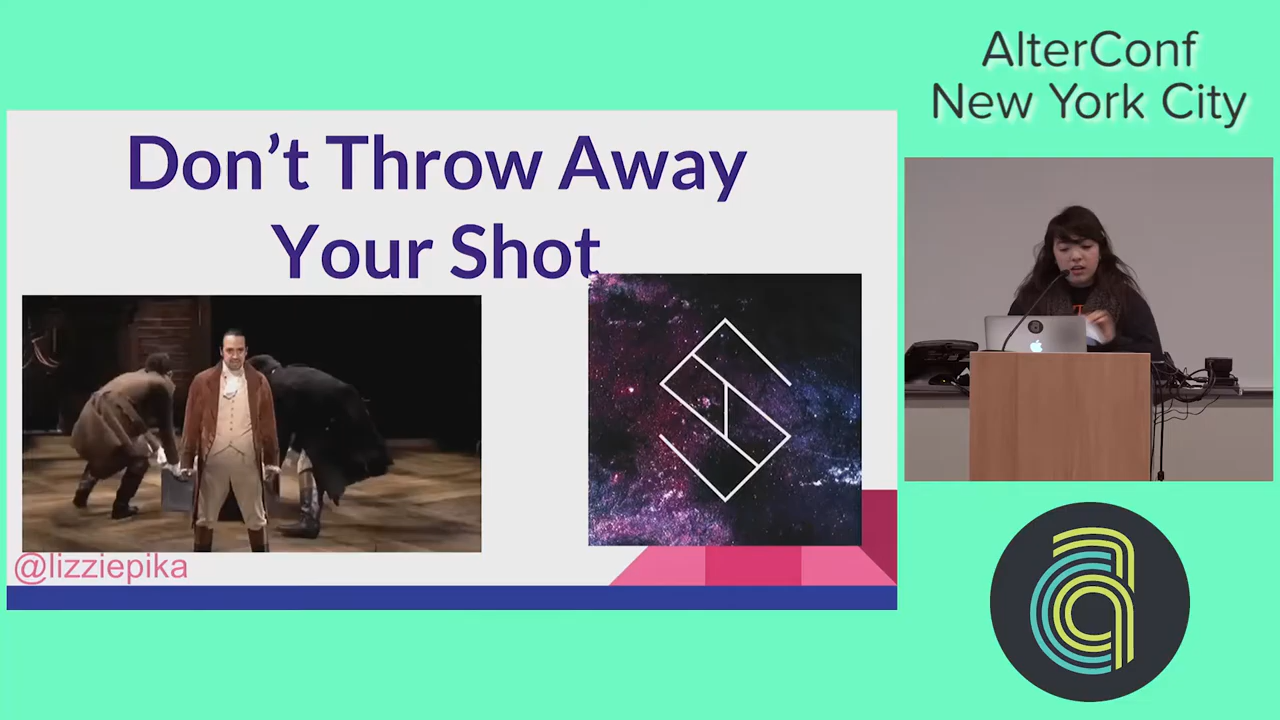 AlterConf
New York City
Don't Throw Away
Your Shot
@lizziepika